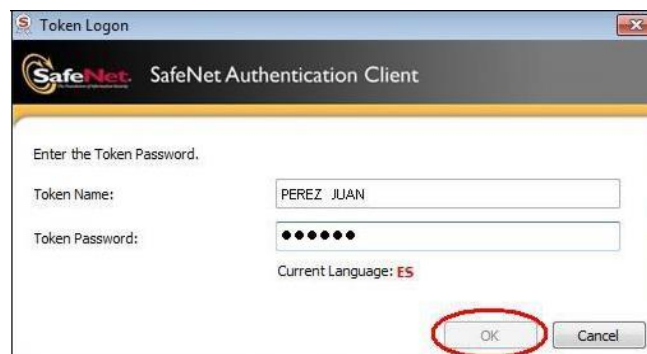 Token Logon
SafeNet. SafeNet Authentication Client
Enter the Token Password.
Token Name: PEREZ JUAN
Token Password: ●●●●●●
Current Language: ES
OK Cancel